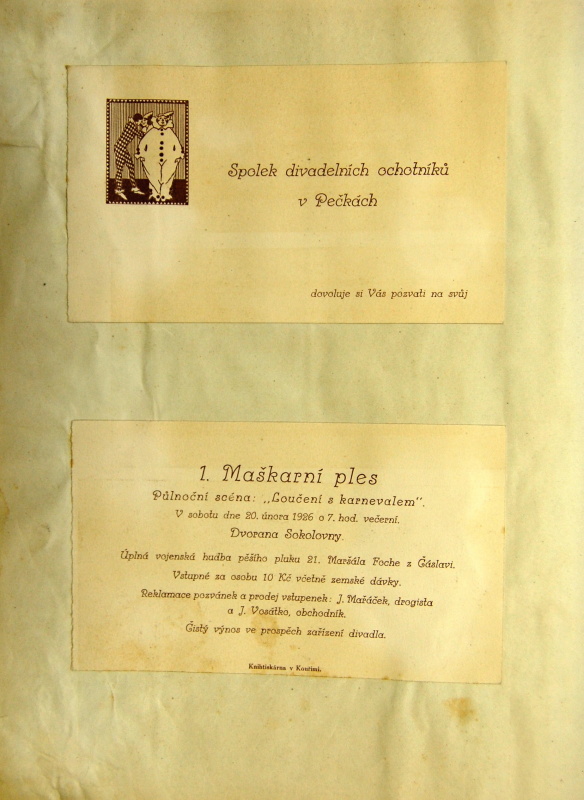 Spolek divadelních ochotníků
v Pečkách
dovoluje si Vás pozvati na svůj
1. Maškarní ples
Půlnoční scéna: „Loučení s karnevalem".
V sobotu dne 20. února 1926 o 7. hod. večerní.
Dvorana Sokolovny.
Úplná vojenská hudba pěšího pluku 21. Maršála Foche z Čáslavi.
Vstupné za osobu 10 Kč včetně zemské dávky.
Reklamace pozvánek a prodej vstupenek: J. Mařáček, drogista
a J. Vosátko, obchodník.
Čistý výnos ve prospěch zařízení divadla.
Knihtiskárna v Kouřimi.